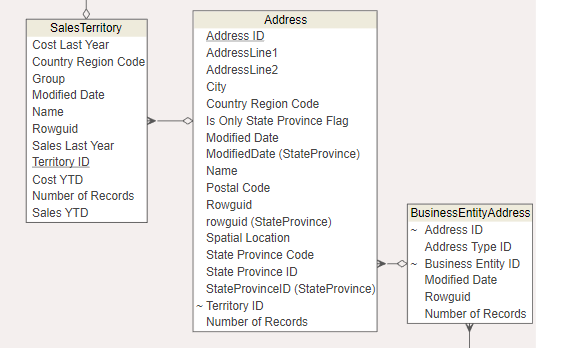 SalesTerritory
Cost Last Year
Country Region Code
Group
Modified Date
Name
Rowguid
Sales Last Year
Territory ID
Cost YTD
Number of Records
Sales YTD
Address
Address ID
AddressLine1
AddressLine2
City
Country Region Code
Is Only State Province Flag
Modified Date
ModifiedDate (StateProvince)
Name
Postal Code
Rowguid
rowguid (StateProvince)
Spatial Location
State Province Code
State Province ID
StateProvinceID (StateProvince)
~ Territory ID
Number of Records
BusinessEntityAddress
~ Address ID
Address Type ID
~ Business Entity ID
Modified Date
Rowguid
Number of Records